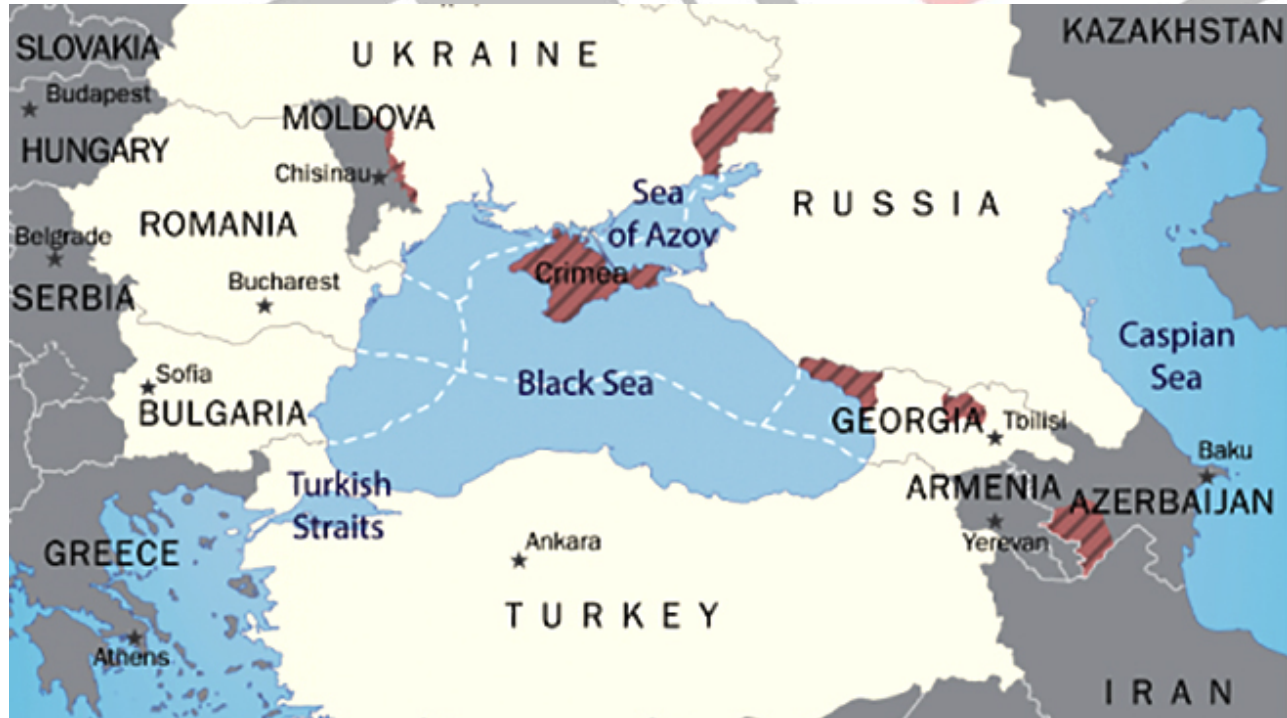 KAZAKHSTAN
SLOVAKIA
UKRAINE
Budapest
MOLDOVA
HUNGARY
Chisinau
Sea
of Azov
RUSSIA
ROMANIA
Belgrade
Crimea
Bucharest
SERBIA
Caspian
Sea
Sofia
Black Sea
BULGARIA
GEORGIA
Tbilisi
Baku
Turkish
Straits
ARMENIA
AZERBAIJAN
Yerevan
GREECE
Ankara
TURKEY
Athens
IRAN